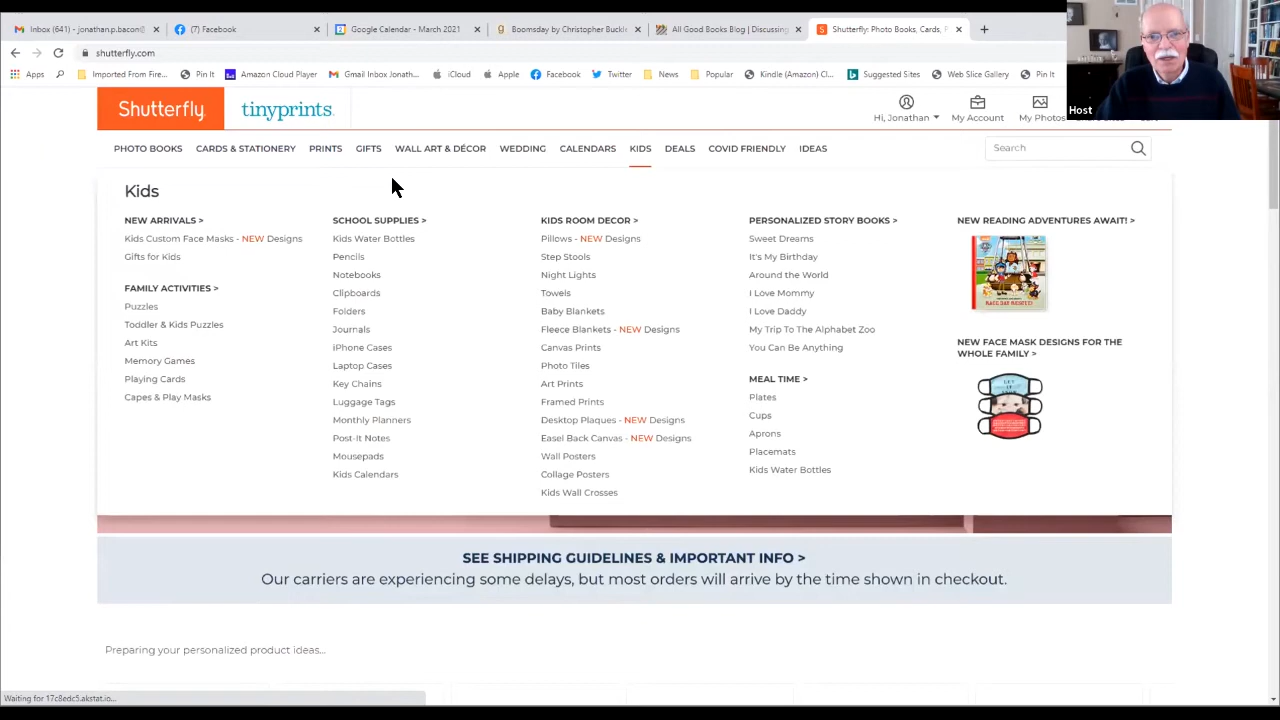 Inbox (641) - jonathan.p.bacon@
(7) Facebook
Google Calendar - March 2021
Boomsday by Christopher Buckle
All Good Books Blog | Discussing
Shutterfly: Photo Books, Cards, P
shutterfly.com
Apps
Imported From Fire...
Pin It
Amazon Cloud Player
Gmail Inbox Jonath...
iCloud
Apple
Facebook
Twitter
News
Popular
Kindle (Amazon) Cl...
Suggested Sites
Web Slice Gallery
Pin It
Host
Shutterfly.
tinyprints.
Hi, Jonathan
My Account
My Photos
PHOTO BOOKS
CARDS & STATIONERY
PRINTS
GIFTS
WALL ART & DÉCOR
WEDDING
CALENDARS
KIDS
DEALS
COVID FRIENDLY
IDEAS
Search
Kids
NEW ARRIVALS >
Kids Custom Face Masks - NEW Designs
Gifts for Kids
FAMILY ACTIVITIES >
Puzzles
Toddler & Kids Puzzles
Art Kits
Memory Games
Playing Cards
Capes & Play Masks
SCHOOL SUPPLIES >
Kids Water Bottles
Pencils
Notebooks
Clipboards
Folders
Journals
iPhone Cases
Laptop Cases
Key Chains
Luggage Tags
Monthly Planners
Post-It Notes
Mousepads
Kids Calendars
KIDS ROOM DECOR >
Pillows - NEW Designs
Step Stools
Night Lights
Towels
Baby Blankets
Fleece Blankets - NEW Designs
Canvas Prints
Photo Tiles
Art Prints
Framed Prints
Desktop Plaques - NEW Designs
Easel Back Canvas - NEW Designs
Wall Posters
Collage Posters
Kids Wall Crosses
PERSONALIZED STORY BOOKS >
Sweet Dreams
It's My Birthday
Around the World
I Love Mommy
I Love Daddy
My Trip To The Alphabet Zoo
You Can Be Anything
MEAL TIME >
Plates
Cups
Aprons
Placemats
Kids Water Bottles
NEW READING ADVENTURES AWAIT! >
NEW FACE MASK DESIGNS FOR THE
WHOLE FAMILY >
SEE SHIPPING GUIDELINES & IMPORTANT INFO >
Our carriers are experiencing some delays, but most orders will arrive by the time shown in checkout.
Preparing your personalized product ideas...
Waiting for 17c8edc5.akstat.io...